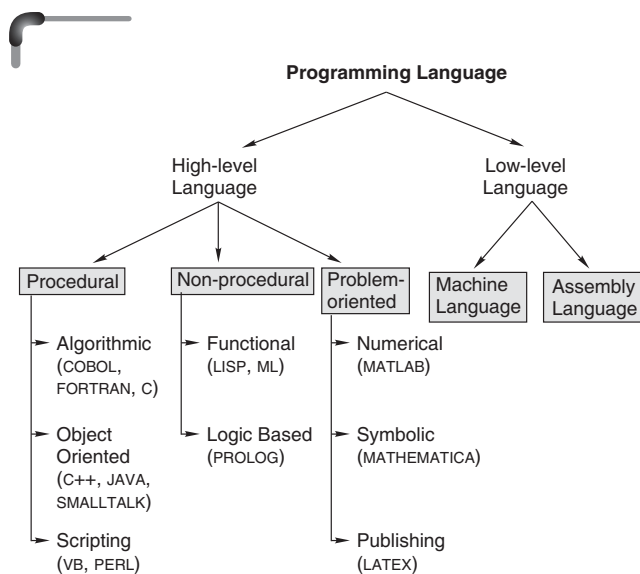 Programming Language
High-level
Language
Low-level
Language
Procedural
Non-procedural
Problem-
oriented
Machine
Language
Assembly
Language
Algorithmic
(COBOL,
FORTRAN, C)
Object
Oriented
(C++, JAVA,
SMALLTALK)
Scripting
(VB, PERL)
Functional
(LISP, ML)
Logic Based
(PROLOG)
Numerical
(MATLAB)
Symbolic
(MATHEMATICA)
Publishing
(LATEX)